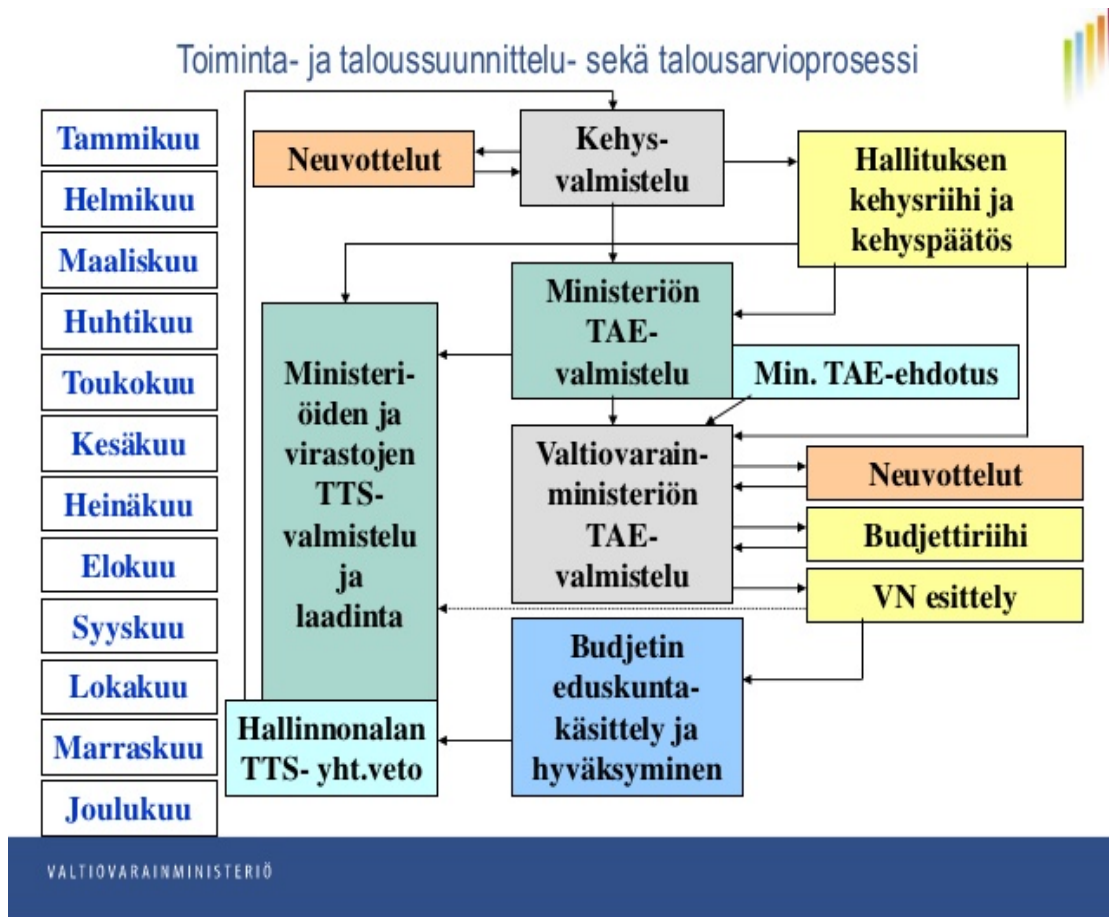 Toiminta- ja taloussuunnittelu- sekä talousarvioprosessi
Tammikuu
Helmikuu
Maaliskuu
Huhtikuu
Toukokuu
Kesäkuu
Heinäkuu
Elokuu
Syyskuu
Lokakuu
Marraskuu
Joulukuu
Neuvottelut
Kehys-
valmistelu
Hallituksen
kehysriihi ja
kehyspäätös
Ministeriön
TAE-
valmistelu
Min. TAE-ehdotus
Ministeri-
öiden ja
virastojen
TTS-
valmistelu
ja
laadinta
Valtiovarain-
ministeriön
TAE-
valmistelu
Neuvottelut
Budjettiriihi
VN esittely
Budjetin
eduskunta-
käsittely ja
hyväksyminen
Hallinnonalan
TTS- yht.veto
VALTIOVARAINMINISTERIÖ